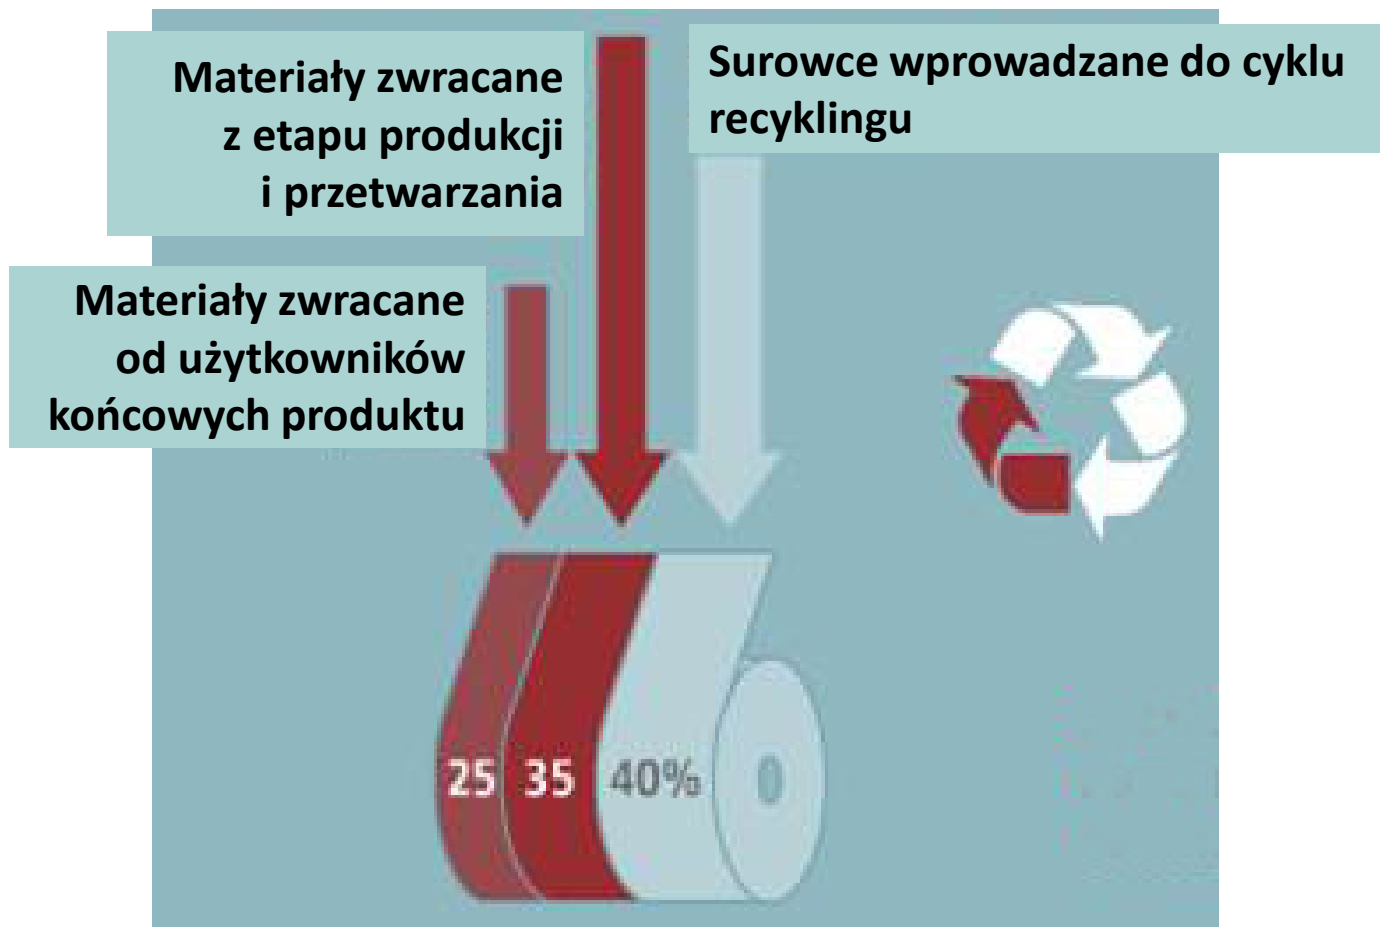 Materiały zwracane
z etapu produkcji
i przetwarzania
Surowce wprowadzane do cyklu
recyklingu
Materiały zwracane
od użytkowników
końcowych produktu
25 35 40% 0